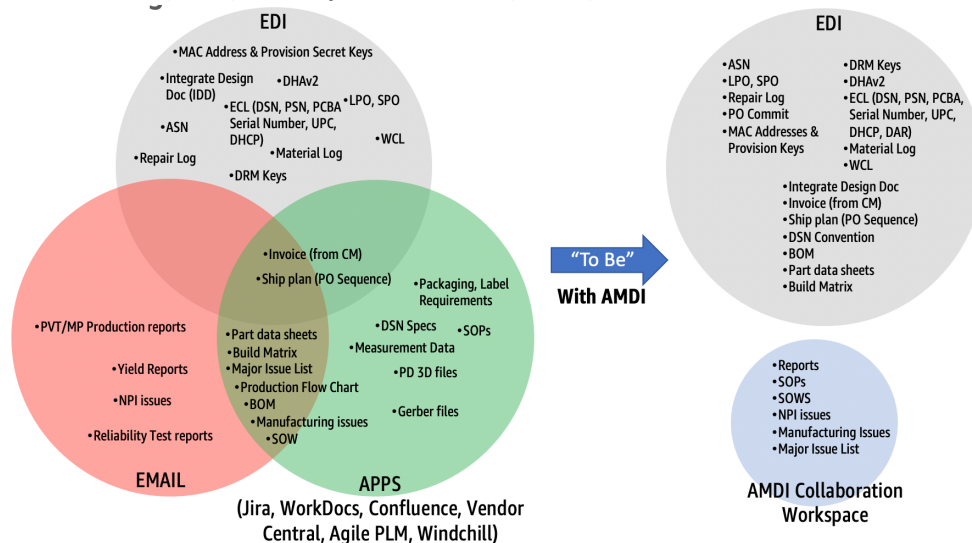 EDI
•MAC Address & Provision Secret Keys
•Integrate Design
Doc (IDD)
•DHAv2
•ECL (DSN, PSN, PCBA
Serial Number, UPC,
DHCP)
•LPO, SPO
•ASN
•WCL
•Repair Log
•Material Log
•DRM Keys
•Invoice (from CM)
•Ship plan (PO Sequence)
•Packaging, Label
Requirements
•PVT/MP Production reports
•Part data sheets
•DSN Specs
•SOPs
•Build Matrix
•Measurement Data
•Yield Reports
•Major Issue List
•PD 3D files
•Production Flow Chart
•NPI issues
•BOM
•Gerber files
•Manufacturing issues
•Reliability Test reports
•SOW
EMAIL
APPS
(Jira, WorkDocs, Confluence, Vendor
Central, Agile PLM, Windchill)
“To Be”
With AMDI
EDI
•ASN
•LPO, SPO
•Repair Log
•PO Commit
•MAC Addresses &
Provision Keys
•DRM Keys
•DHAv2
•ECL (DSN, PSN, PCBA,
Serial Number, UPC,
DHCP, DAR)
•Material Log
•WCL
•Integrate Design Doc
•Invoice (from CM)
•Ship plan (PO Sequence)
•DSN Convention
•BOM
•Part data sheets
•Build Matrix
•Reports
•SOPs
•SOWS
•NPI issues
•Manufacturing Issues
•Major Issue List
AMDI Collaboration
Workspace